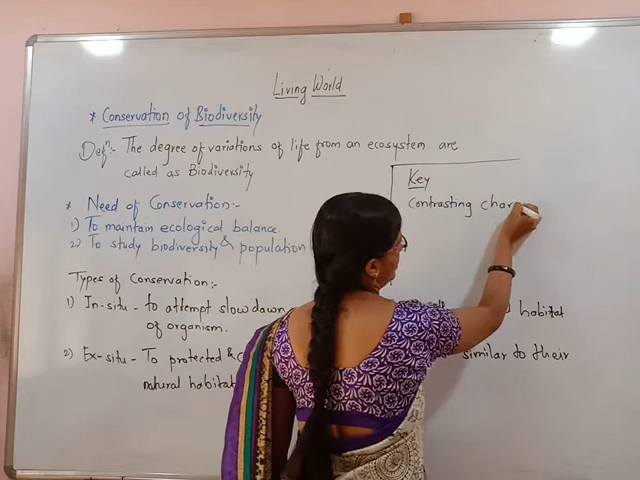 Living World
* Conservation of Biodiversity
Defn:- The degree of variations of life from an ecosystem are
called as Biodiversity
Key
Contrasting char
* Need of Conservation:-
1) To maintain ecological balance.
2) To study biodiversity & population
Types of Conservation:-
1) In-situ - to attempt slow down habitat
of organism.
2) Ex-situ - To protected & similar to their
natural habitat